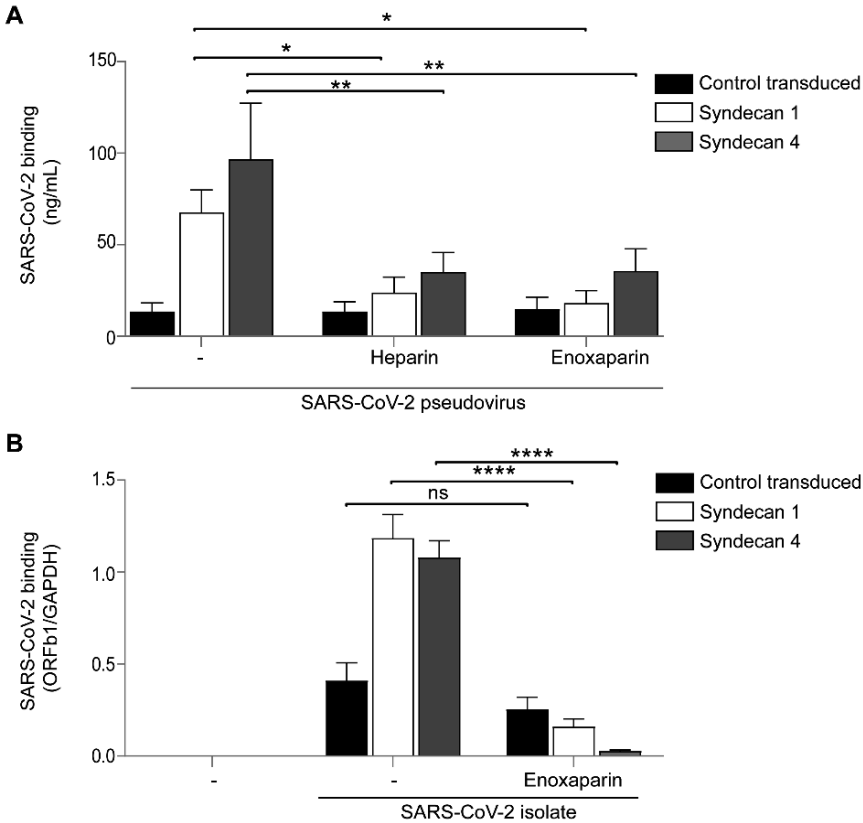 A
*
*
**
**
150
100
50
0
SARS-CoV-2 binding
(ng/mL)
Control transduced
Syndecan 1
Syndecan 4
-
Heparin
Enoxaparin
SARS-CoV-2 pseudovirus
B
****
****
ns
1.5
1.0
0.5
0.0
SARS-CoV-2 binding
(ORFb1/GAPDH)
Control transduced
Syndecan 1
Syndecan 4
-
-
Enoxaparin
SARS-CoV-2 isolate